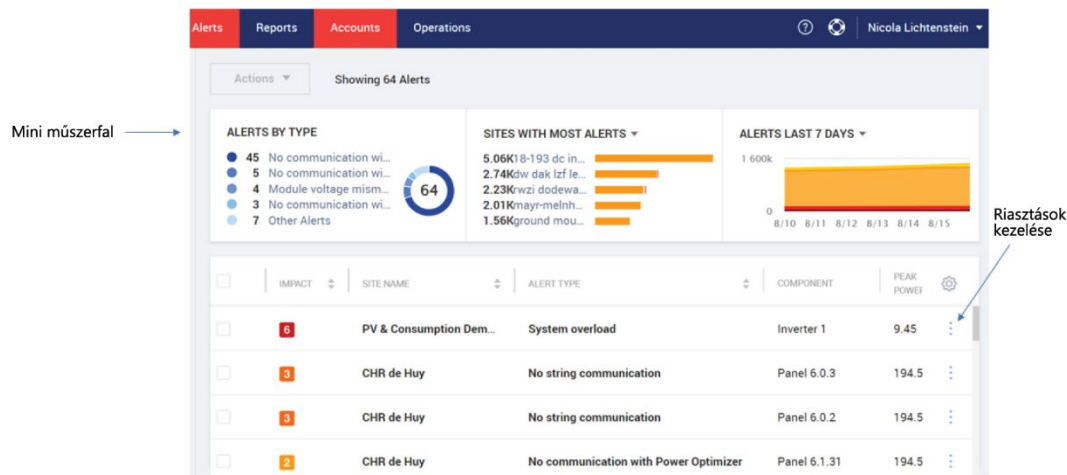 Alerts Reports Accounts Operations ? Nicola Lichtenstein
Actions Showing 64 Alerts
Mini műszerfal
ALERTS BY TYPE
45 No communication wi...
5 No communication wi...
4 Module voltage mism...
3 No communication wi...
7 Other Alerts
64
SITES WITH MOST ALERTS
5.06K18-193 dc in...
2.74Kdw dak lzf le...
2.23Krwzi dodewa...
2.01Kmayr-melnh...
1.56Kground mou...
ALERTS LAST 7 DAYS
1 600k
0
8/10 8/11 8/12 8/13 8/14 8/15
Riasztások
kezelése
IMPACT SITE NAME ALERT TYPE COMPONENT PEAK
POWER
6 PV & Consumption Dem... System overload Inverter 1 9.45
3 CHR de Huy No string communication Panel 6.0.3 194.5
3 CHR de Huy No string communication Panel 6.0.2 194.5
2 CHR de Huy No communication with Power Optimizer Panel 6.1.31 194.5